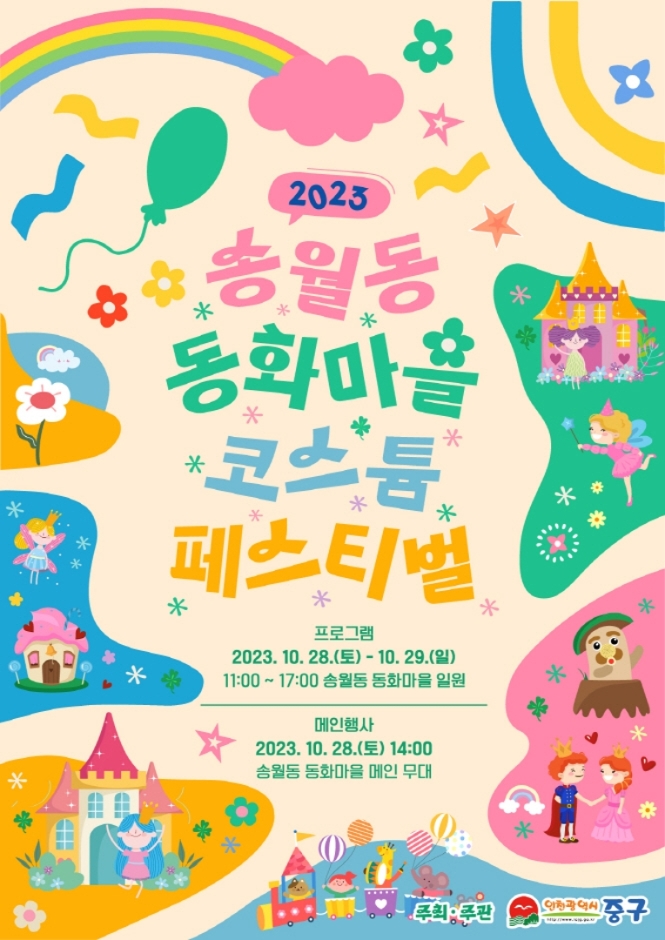 2023
송월동
동화마을
코스튬
페스티벌
프로그램
2023. 10. 28.(토) - 10. 29.(일)
11:00 ~ 17:00 송월동 동화마을 일원
메인행사
2023. 10. 28.(토) 14:00
송월동 동화마을 메인 무대
주최·주관 인천광역시 중구